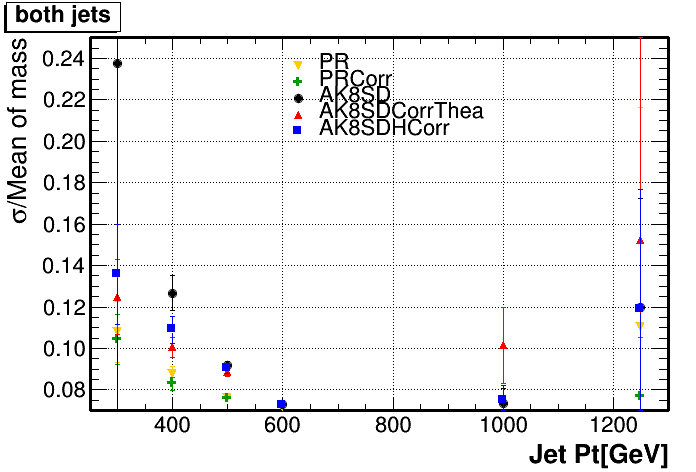 both jets
σ/Mean of mass
0.24
0.22
0.20
0.18
0.16
0.14
0.12
0.10
0.08
PR
PRCorr
AK8SD
AK8SDCorrThea
AK8SDHCorr
400 600 800 1000 1200
Jet Pt[GeV]